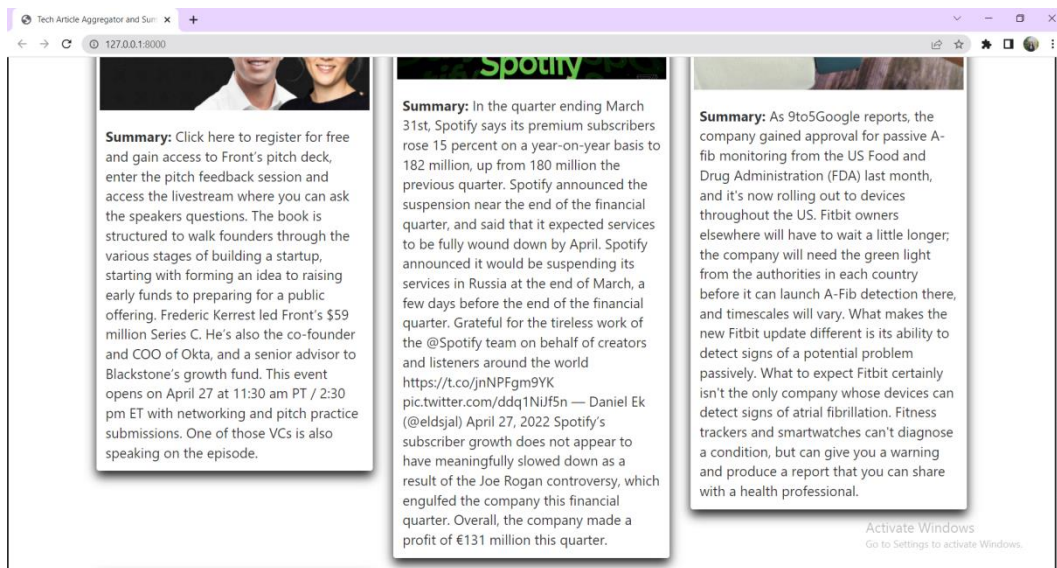 Tech Article Aggregator and Sum
127.0.0.1:8000
Summary: Click here to register for free
and gain access to Front's pitch deck,
enter the pitch feedback session and
access the livestream where you can ask
the speakers questions. The book is
structured to walk founders through the
various stages of building a startup,
starting with forming an idea to raising
early funds to preparing for a public
offering. Frederic Kerrest led Front's $59
million Series C. He's also the co-founder
and COO of Okta, and a senior advisor to
Blackstone's growth fund. This event
opens on April 27 at 11:30 am PT / 2:30
pm ET with networking and pitch practice
submissions. One of those VCs is also
speaking on the episode.
Spotify
Summary: In the quarter ending March
31st, Spotify says its premium subscribers
rose 15 percent on a year-on-year basis to
182 million, up from 180 million the
previous quarter. Spotify announced the
suspension near the end of the financial
quarter, and said that it expected services
to be fully wound down by April. Spotify
announced it would be suspending its
services in Russia at the end of March, a
few days before the end of the financial
quarter. Grateful for the tireless work of
the @Spotify team on behalf of creators
and listeners around the world
https://t.co/jnNPFgm9YK
pic.twitter.com/ddq1NiJf5n — Daniel Ek
(@eldsjal) April 27, 2022 Spotify's
subscriber growth does not appear to
have meaningfully slowed down as a
result of the Joe Rogan controversy, which
engulfed the company this financial
quarter. Overall, the company made a
profit of €131 million this quarter.
Summary: As 9to5Google reports, the
company gained approval for passive A-
fib monitoring from the US Food and
Drug Administration (FDA) last month,
and it's now rolling out to devices
throughout the US. Fitbit owners
elsewhere will have to wait a little longer;
the company will need the green light
from the authorities in each country
before it can launch A-Fib detection there,
and timescales will vary. What makes the
new Fitbit update different is its ability to
detect signs of a potential problem
passively. What to expect Fitbit certainly
isn't the only company whose devices can
detect signs of atrial fibrillation. Fitness
trackers and smartwatches can't diagnose
a condition, but can give you a warning
and produce a report that you can share
with a health professional.
Activate Windows
Go to Settings to activate Windows.